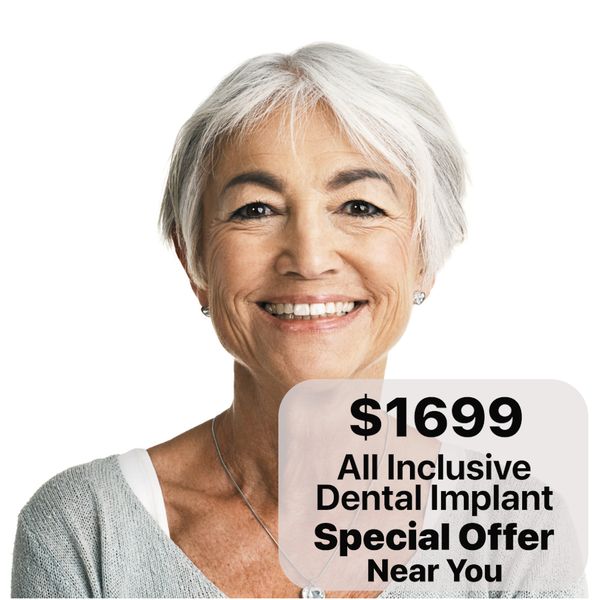 $1699
All Inclusive
Dental Implant
Special Offer
Near You